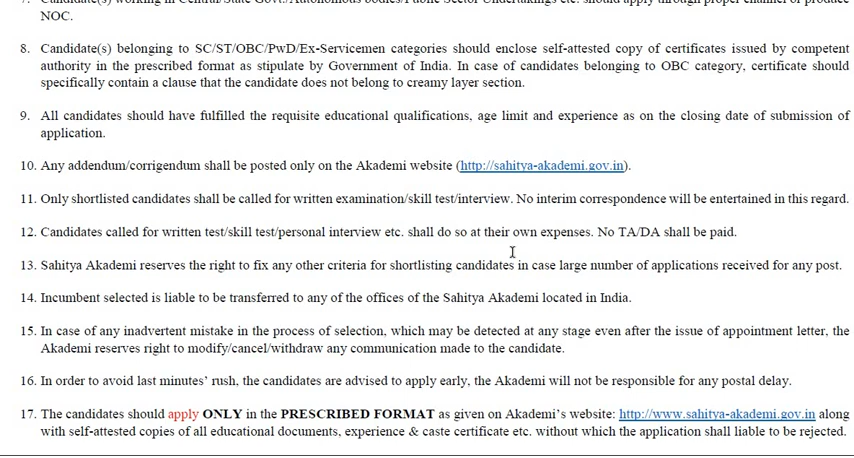 NOC.
8. Candidate(s) belonging to SC/ST/OBC/PwD/Ex-Servicemen categories should enclose self-attested copy of certificates issued by competent
authority in the prescribed format as stipulate by Government of India. In case of candidates belonging to OBC category, certificate should
specifically contain a clause that the candidate does not belong to creamy layer section.
9. All candidates should have fulfilled the requisite educational qualifications, age limit and experience as on the closing date of submission of
application.
10. Any addendum/corrigendum shall be posted only on the Akademi website (http://sahitya-akademi.gov.in).
11. Only shortlisted candidates shall be called for written examination/skill test/interview. No interim correspondence will be entertained in this regard.
12. Candidates called for written test/skill test/personal interview etc. shall do so at their own expenses. No TA/DA shall be paid.
13. Sahitya Akademi reserves the right to fix any other criteria for shortlisting candidates in case large number of applications received for any post.
14. Incumbent selected is liable to be transferred to any of the offices of the Sahitya Akademi located in India.
15. In case of any inadvertent mistake in the process of selection, which may be detected at any stage even after the issue of appointment letter, the
Akademi reserves right to modify/cancel/withdraw any communication made to the candidate.
16. In order to avoid last minutes' rush, the candidates are advised to apply early, the Akademi will not be responsible for any postal delay.
17. The candidates should apply ONLY in the PRESCRIBED FORMAT as given on Akademi's website: http://www.sahitya-akademi.gov.in along
with self-attested copies of all educational documents, experience & caste certificate etc. without which the application shall liable to be rejected.